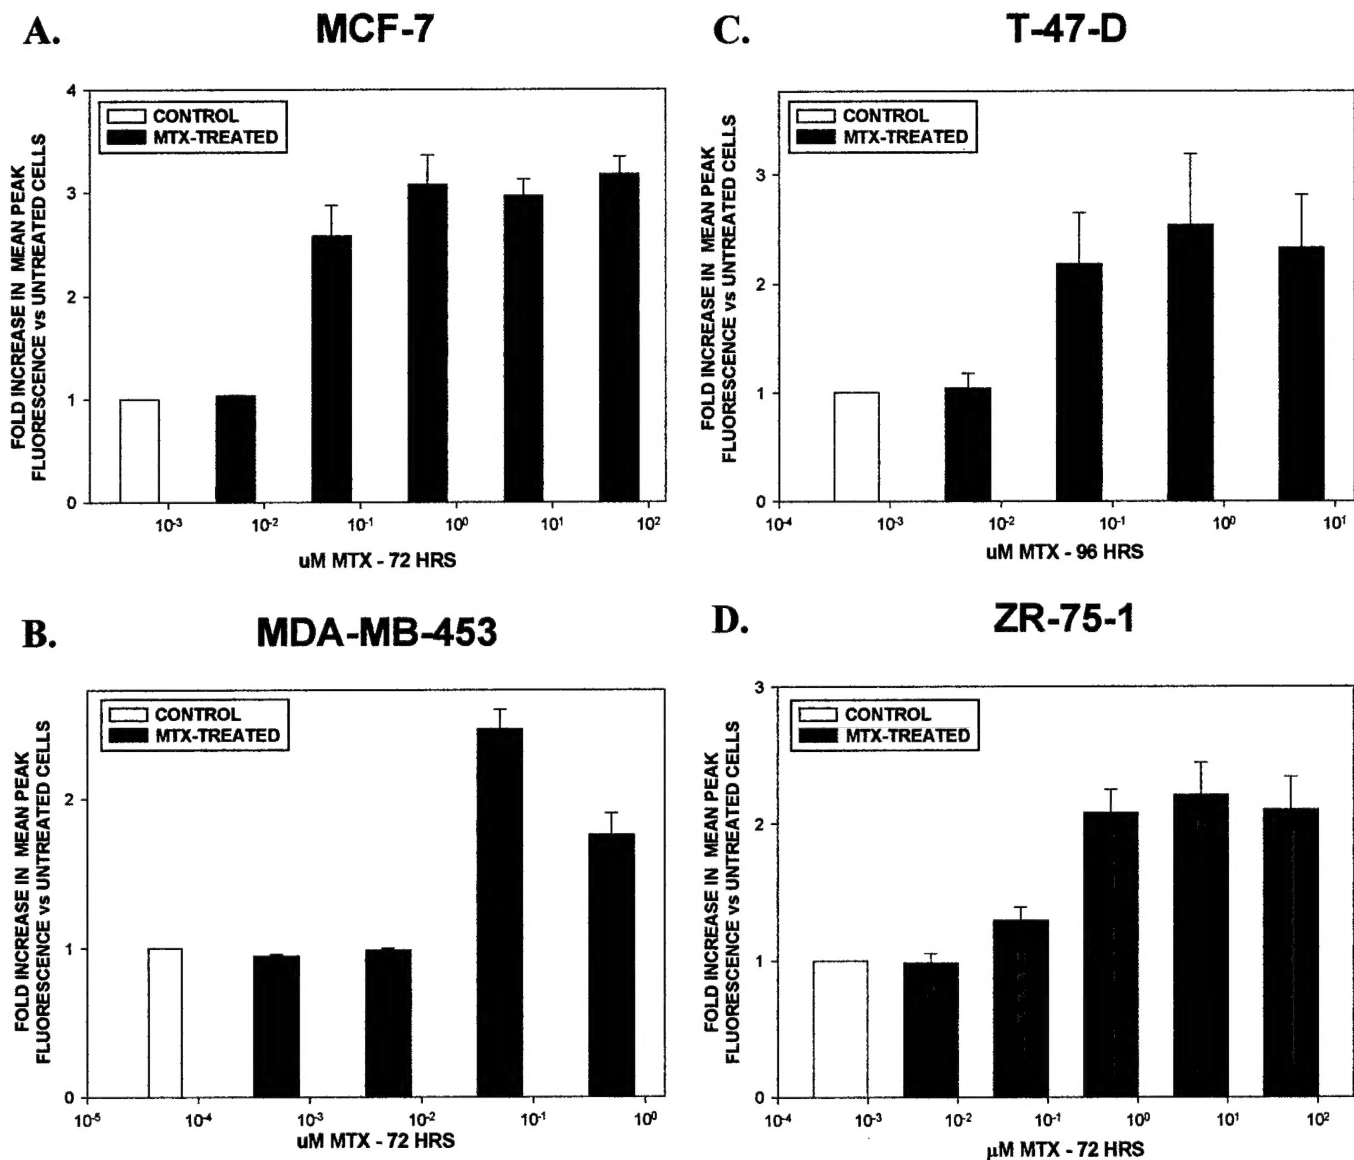 A.
MCF-7
FOLD INCREASE IN MEAN PEAK
FLUORESCENCE vs UNTREATED CELLS
4
3
2
1
0
CONTROL
MTX-TREATED
10⁻³ 10⁻² 10⁻¹ 10⁰ 10¹ 10²
uM MTX - 72 HRS
B.
MDA-MB-453
FOLD INCREASE IN MEAN PEAK
FLUORESCENCE vs UNTREATED CELLS
2
1
0
CONTROL
MTX-TREATED
10⁻⁵ 10⁻⁴ 10⁻³ 10⁻² 10⁻¹ 10⁰
uM MTX - 72 HRS
C.
T-47-D
FOLD INCREASE IN MEAN PEAK
FLUORESCENCE vs UNTREATED CELLS
3
2
1
0
CONTROL
MTX-TREATED
10⁻⁴ 10⁻³ 10⁻² 10⁻¹ 10⁰ 10¹
uM MTX - 96 HRS
D.
ZR-75-1
FOLD INCREASE IN MEAN PEAK
FLUORESCENCE vs UNTREATED CELLS
3
2
1
0
CONTROL
MTX-TREATED
10⁻⁴ 10⁻³ 10⁻² 10⁻¹ 10⁰ 10¹ 10²
µM MTX - 72 HRS